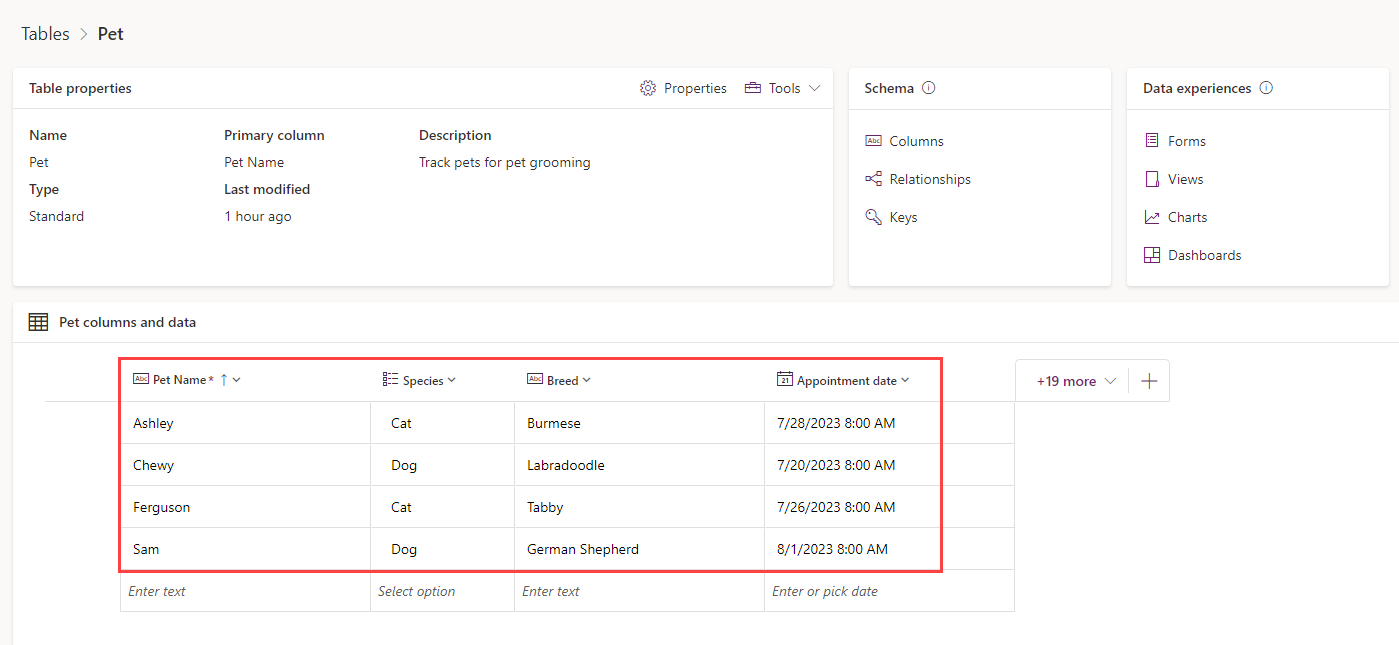 Tables > Pet
Table properties
Properties
Tools
Name
Primary column
Description
Pet
Pet Name
Track pets for pet grooming
Type
Last modified
Standard
1 hour ago
Schema
Abc Columns
Relationships
Keys
Data experiences
Forms
Views
Charts
Dashboards
Pet columns and data
Abc Pet Name * ↑ Species Abc Breed 21 Appointment date +19 more +
Ashley Cat Burmese 7/28/2023 8:00 AM
Chewy Dog Labradoodle 7/20/2023 8:00 AM
Ferguson Cat Tabby 7/26/2023 8:00 AM
Sam Dog German Shepherd 8/1/2023 8:00 AM
Enter text Select option Enter text Enter or pick date